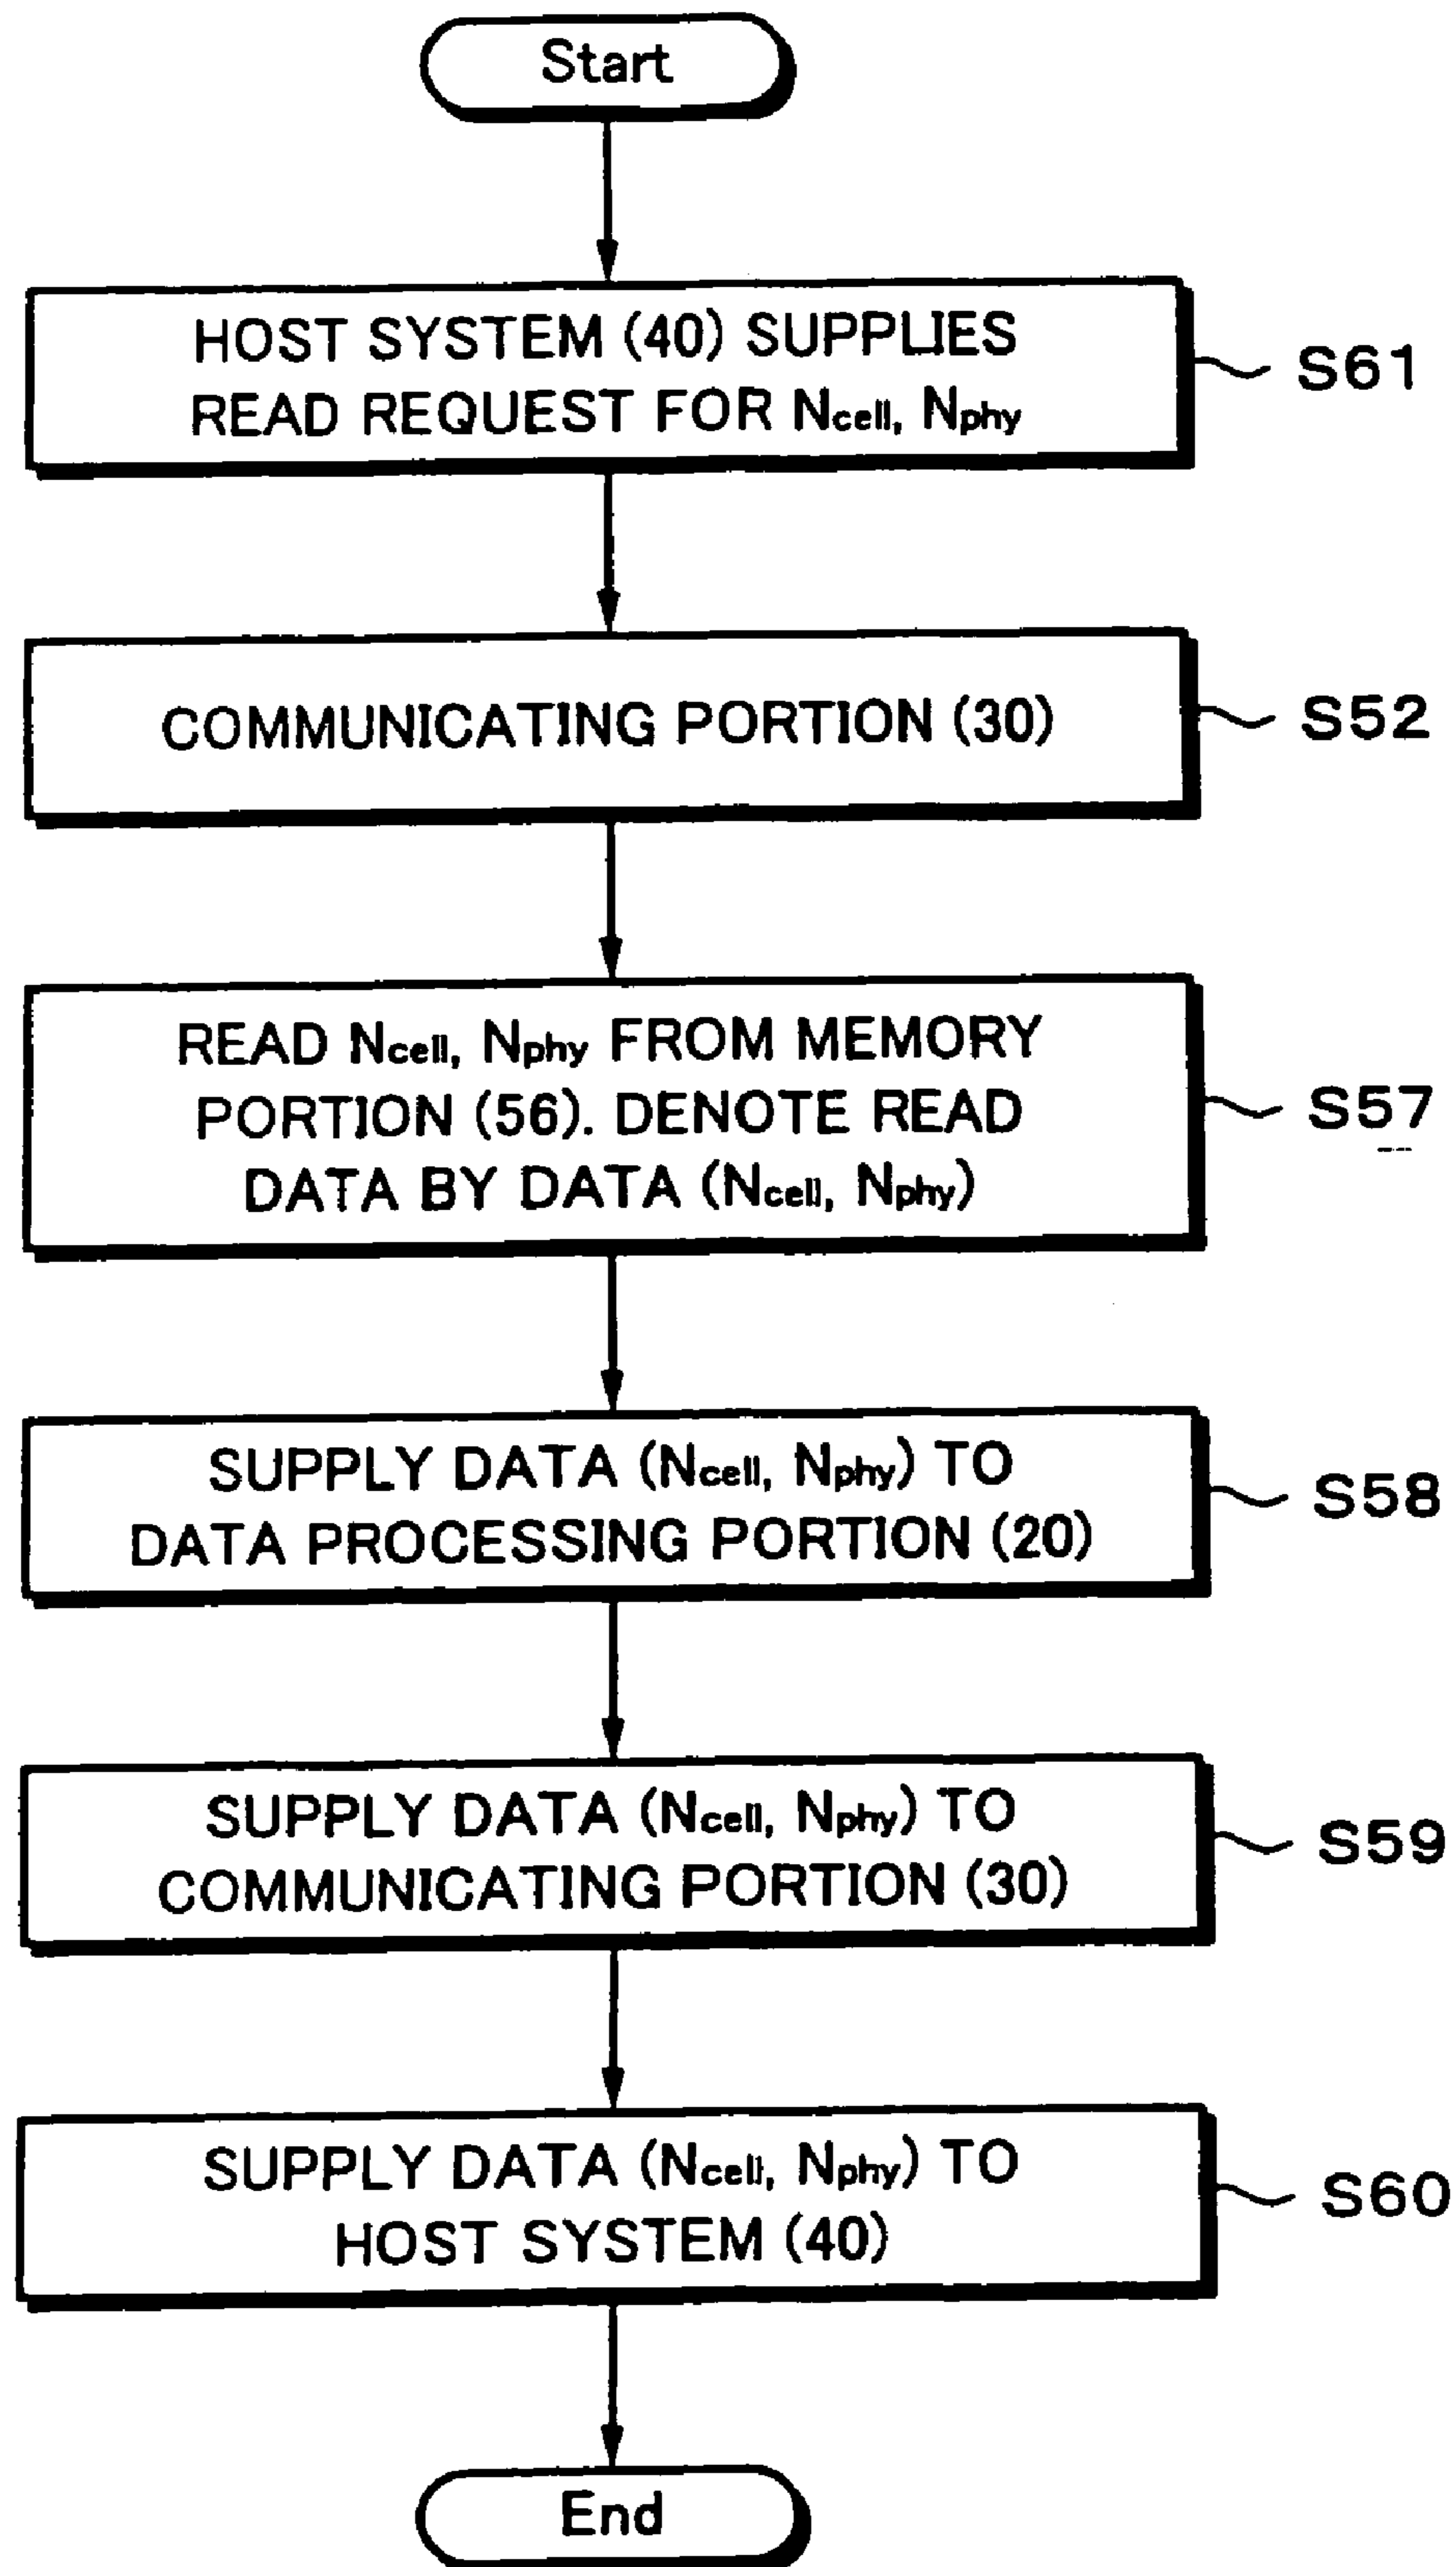 Start
HOST SYSTEM (40) SUPPLIES
READ REQUEST FOR Ncell, Nphy
S61
COMMUNICATING PORTION (30)
S52
READ Ncell, Nphy FROM MEMORY
PORTION (56). DENOTE READ
DATA BY DATA (Ncell, Nphy)
S57
SUPPLY DATA (Ncell, Nphy) TO
DATA PROCESSING PORTION (20)
S58
SUPPLY DATA (Ncell, Nphy) TO
COMMUNICATING PORTION (30)
S59
SUPPLY DATA (Ncell, Nphy) TO
HOST SYSTEM (40)
S60
End